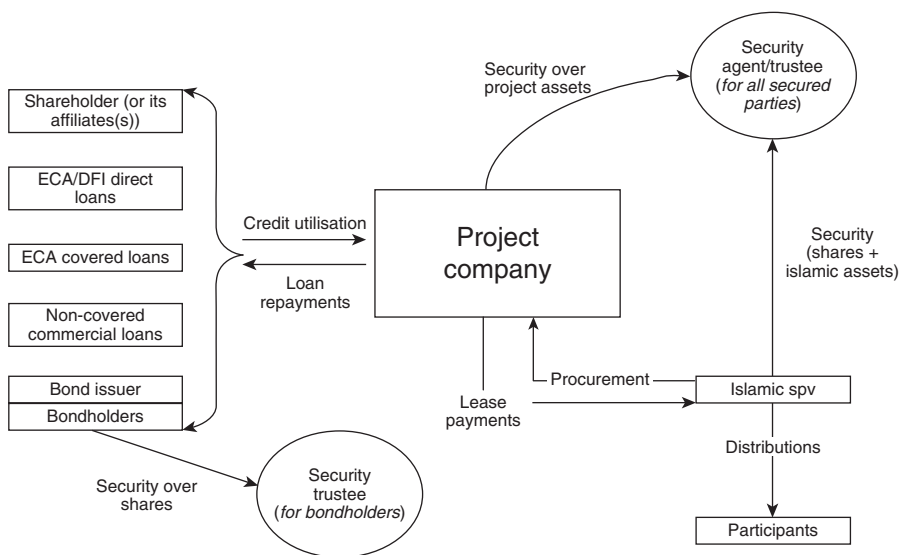 Shareholder (or its
affiliates(s))
ECA/DFI direct
loans
ECA covered loans
Non-covered
commercial loans
Bond issuer
Bondholders
Security over
shares
Security
trustee
(for bondholders)
Credit utilisation
Loan
repayments
Project
company
Security over
project assets
Security
agent/trustee
(for all secured
parties)
Security
(shares +
islamic assets)
Procurement
Lease
payments
Islamic spv
Distributions
Participants